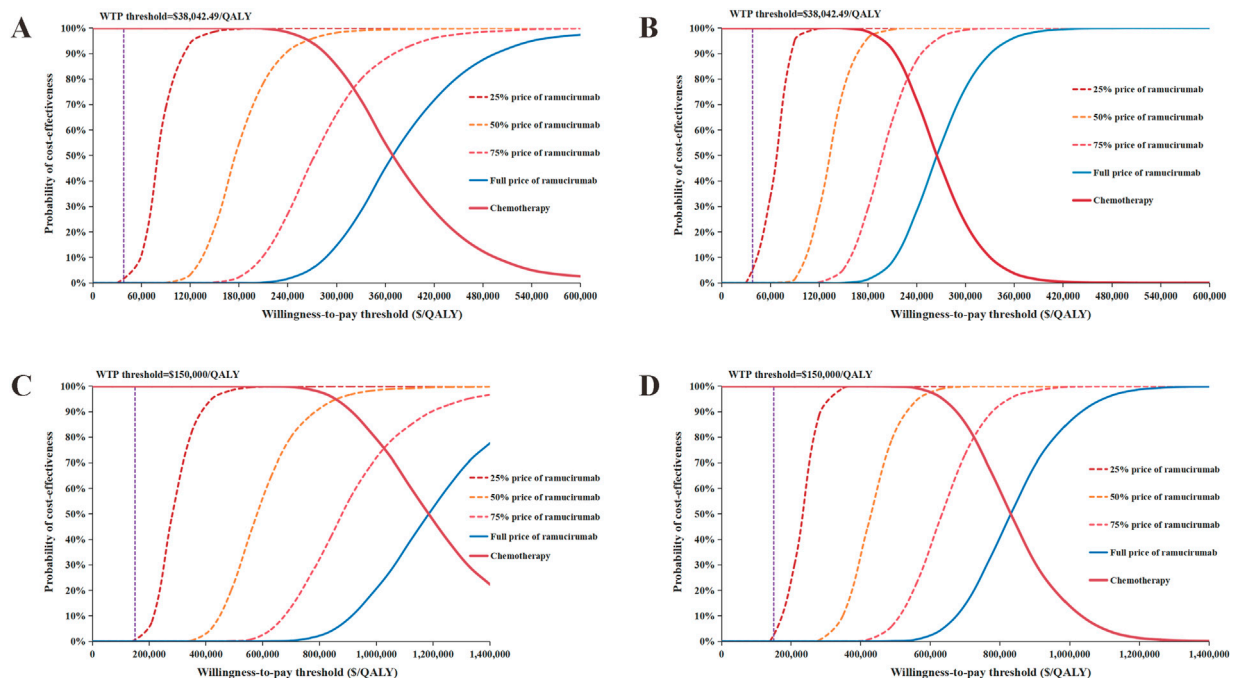 A
WTP threshold=$38,042.49/QALY
Probability of cost-effectiveness
100%
90%
80%
70%
60%
50%
40%
30%
20%
10%
0%
25% price of ramucirumab
50% price of ramucirumab
75% price of ramucirumab
Full price of ramucirumab
Chemotherapy
0 60,000 120,000 180,000 240,000 300,000 360,000 420,000 480,000 540,000 600,000
Willingness-to-pay threshold ($/QALY)
B
WTP threshold=$38,042.49/QALY
Probability of cost-effectiveness
100%
90%
80%
70%
60%
50%
40%
30%
20%
10%
0%
25% price of ramucirumab
50% price of ramucirumab
75% price of ramucirumab
Full price of ramucirumab
Chemotherapy
0 60,000 120,000 180,000 240,000 300,000 360,000 420,000 480,000 540,000 600,000
Willingness-to-pay threshold ($/QALY)
C
WTP threshold=$150,000/QALY
Probability of cost-effectiveness
100%
90%
80%
70%
60%
50%
40%
30%
20%
10%
0%
25% price of ramucirumab
50% price of ramucirumab
75% price of ramucirumab
Full price of ramucirumab
Chemotherapy
0 200,000 400,000 600,000 800,000 1,000,000 1,200,000 1,400,000
Willingness-to-pay threshold ($/QALY)
D
WTP threshold=$150,000/QALY
Probability of cost-effectiveness
100%
90%
80%
70%
60%
50%
40%
30%
20%
10%
0%
25% price of ramucirumab
50% price of ramucirumab
75% price of ramucirumab
Full price of ramucirumab
Chemotherapy
0 200,000 400,000 600,000 800,000 1,000,000 1,200,000 1,400,000
Willingness-to-pay threshold ($/QALY)